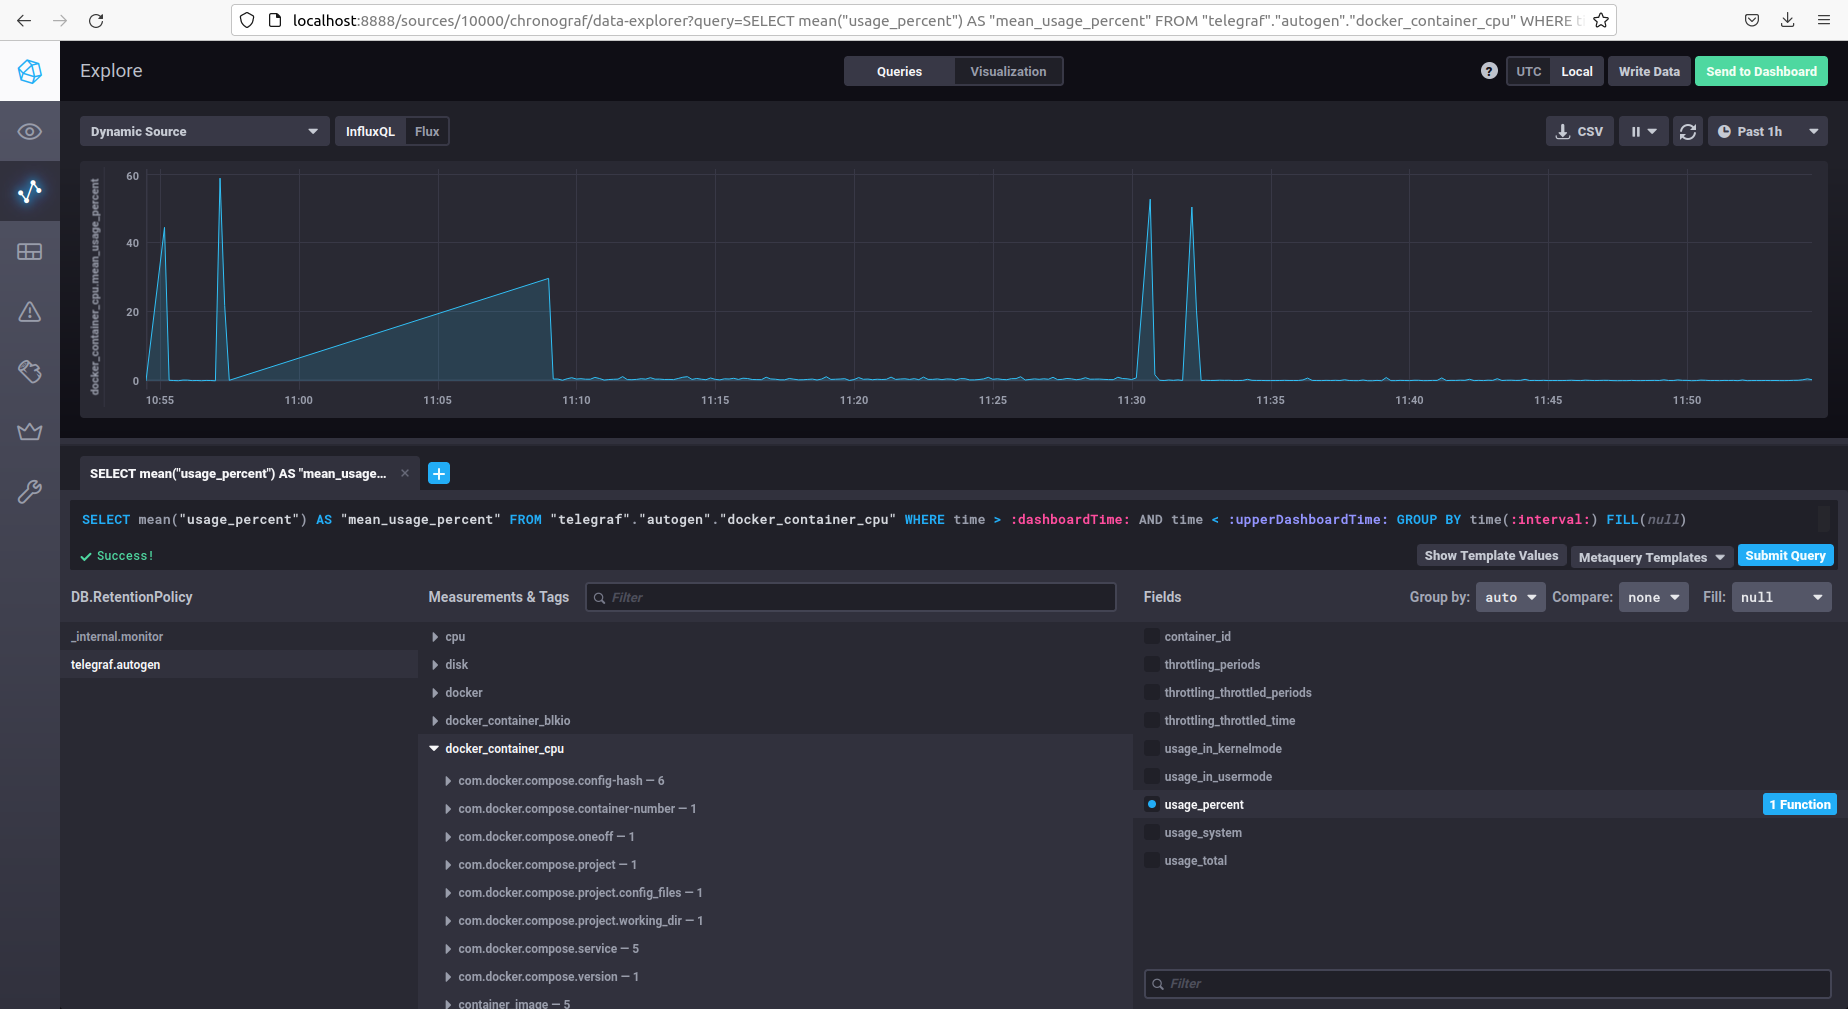 localhost:8888/sources/10000/chronograf/data-explorer?query=SELECT mean("usage_percent") AS "mean_usage_percent" FROM "telegraf"."autogen"."docker_container_cpu" WHERE
Explore
Queries
Visualization
?
UTC
Local
Write Data
Send to Dashboard
Dynamic Source
InfluxQL
Flux
CSV
Past 1h
docker_container_cpu.mean_usage_percent
60
40
20
0
10:55
11:00
11:05
11:10
11:15
11:20
11:25
11:30
11:35
11:40
11:45
11:50
SELECT mean("usage_percent") AS "mean_usage...
SELECT mean("usage_percent") AS "mean_usage_percent" FROM "telegraf"."autogen"."docker_container_cpu" WHERE time > :dashboardTime: AND time < :upperDashboardTime: GROUP BY time(:interval:) FILL(null)
Success!
Show Template Values
Metaquery Templates
Submit Query
DB.RetentionPolicy
_internal.monitor
telegraf.autogen
Measurements & Tags
Filter
cpu
disk
docker
docker_container_blkio
docker_container_cpu
com.docker.compose.config-hash — 6
com.docker.compose.container-number — 1
com.docker.compose.oneoff — 1
com.docker.compose.project — 1
com.docker.compose.project.config_files — 1
com.docker.compose.project.working_dir — 1
com.docker.compose.service — 5
com.docker.compose.version — 1
container_image — 5
Fields
Group by:
auto
Compare:
none
Fill:
null
container_id
throttling_periods
throttling_throttled_periods
throttling_throttled_time
usage_in_kernelmode
usage_in_usermode
usage_percent
1 Function
usage_system
usage_total
Filter